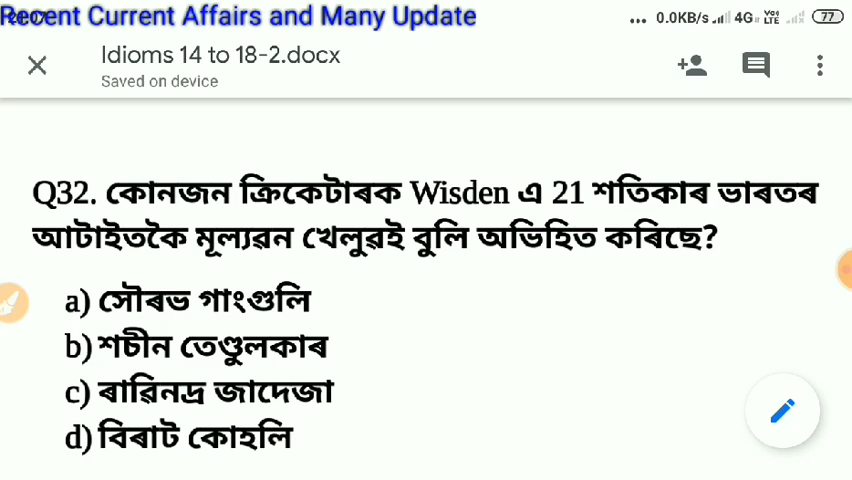 Recent Current Affairs and Many Update
0.0KB/s 4G VoLTE 77
Idioms 14 to 18-2.docx
Saved on device
Q32. কোনজন ক্ৰিকেটাৰক Wisden এ 21 শতিকাৰ ভাৰতৰ
আটাইতকৈ মূল্যৱন খেলুৱই বুলি অভিহিত কৰিছে?
a) সৌৰভ গাংগুলি
b) শচীন তেণ্ডুলকাৰ
c) ৰাৱিনদ্ৰ জাদেজা
d) বিৰাট কোহলি